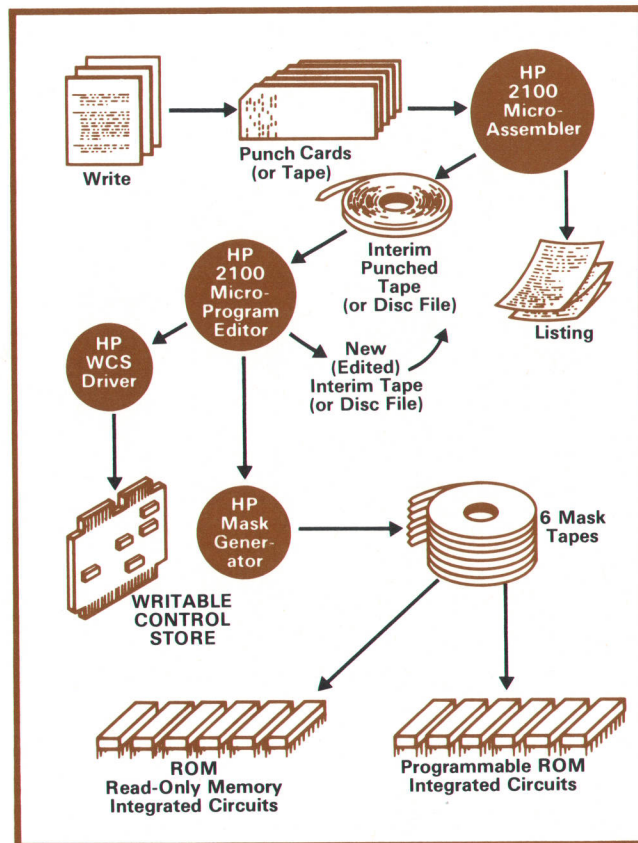 Write
Punch Cards
(or Tape)
HP
2100
Micro-
Assembler
Interim
Punched
Tape
(or Disc File)
Listing
HP
2100
Micro-
Program
Editor
New
(Edited)
Interim Tape
(or Disc File)
HP
WCS
Driver
WRITABLE
CONTROL
STORE
HP
Mask
Gener-
ator
6 Mask
Tapes
ROM
Read-Only Memory
Integrated Circuits
Programmable ROM
Integrated Circuits